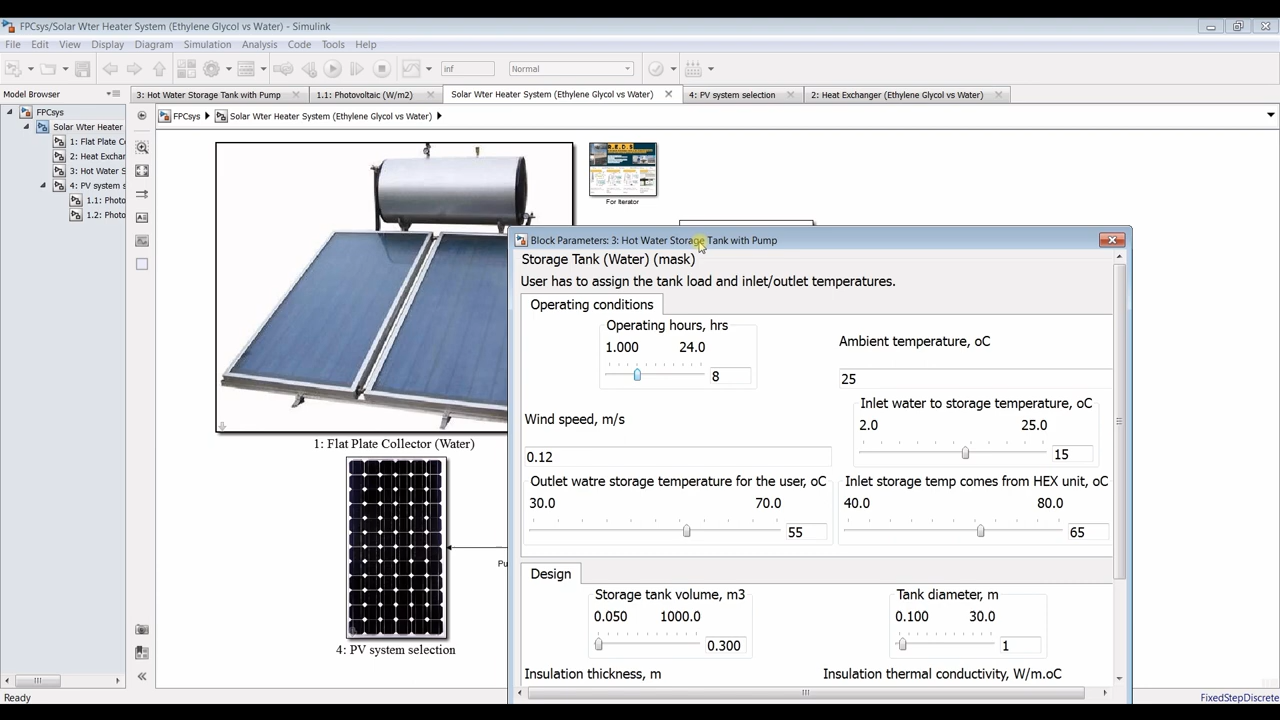 FPCsys/Solar Wter Heater System (Ethylene Glycol vs Water) - Simulink
File Edit View Display Diagram Simulation Analysis Code Tools Help
inf Normal
Model Browser
3: Hot Water Storage Tank with Pump
1.1: Photovoltaic (W/m2)
Solar Wter Heater System (Ethylene Glycol vs Water)
4: PV system selection
2: Heat Exchanger (Ethylene Glycol vs Water)
FPCsys
Solar Wter Heater
1: Flat Plate C
2: Heat Exchar
3: Hot Water S
4: PV system s
1.1: Photo
1.2: Photo
FPCsys Solar Wter Heater System (Ethylene Glycol vs Water)
R.E.D.S
For Iterator
1: Flat Plate Collector (Water)
4: PV system selection
Pu
Block Parameters: 3: Hot Water Storage Tank with Pump
Storage Tank (Water) (mask)
User has to assign the tank load and inlet/outlet temperatures.
Operating conditions
Operating hours, hrs
1.000 24.0
8
Ambient temperature, oC
25
Wind speed, m/s
0.12
Inlet water to storage temperature, oC
2.0 25.0
15
Outlet watre storage temperature for the user, oC
30.0 70.0
55
Inlet storage temp comes from HEX unit, oC
40.0 80.0
65
Design
Storage tank volume, m3
0.050 1000.0
0.300
Tank diameter, m
0.100 30.0
1
Insulation thickness, m
Insulation thermal conductivity, W/m.oC
Ready
FixedStepDiscrete